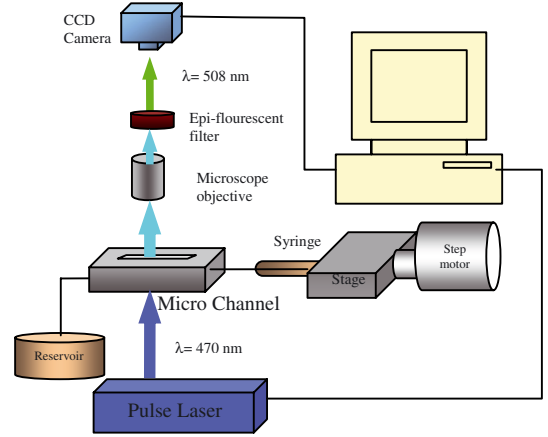 CCD
Camera
λ= 508 nm
Epi-flourescent
filter
Microscope
objective
Syringe
Step
motor
Stage
Micro Channel
Reservoir
λ= 470 nm
Pulse Laser